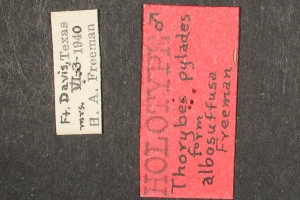 Ft. Davis, Texas
VI-3-1940
mrs.
H. A. Freeman
HOLOTYPE ♂
Thorybes pylades
form
albosuffusa
Freeman